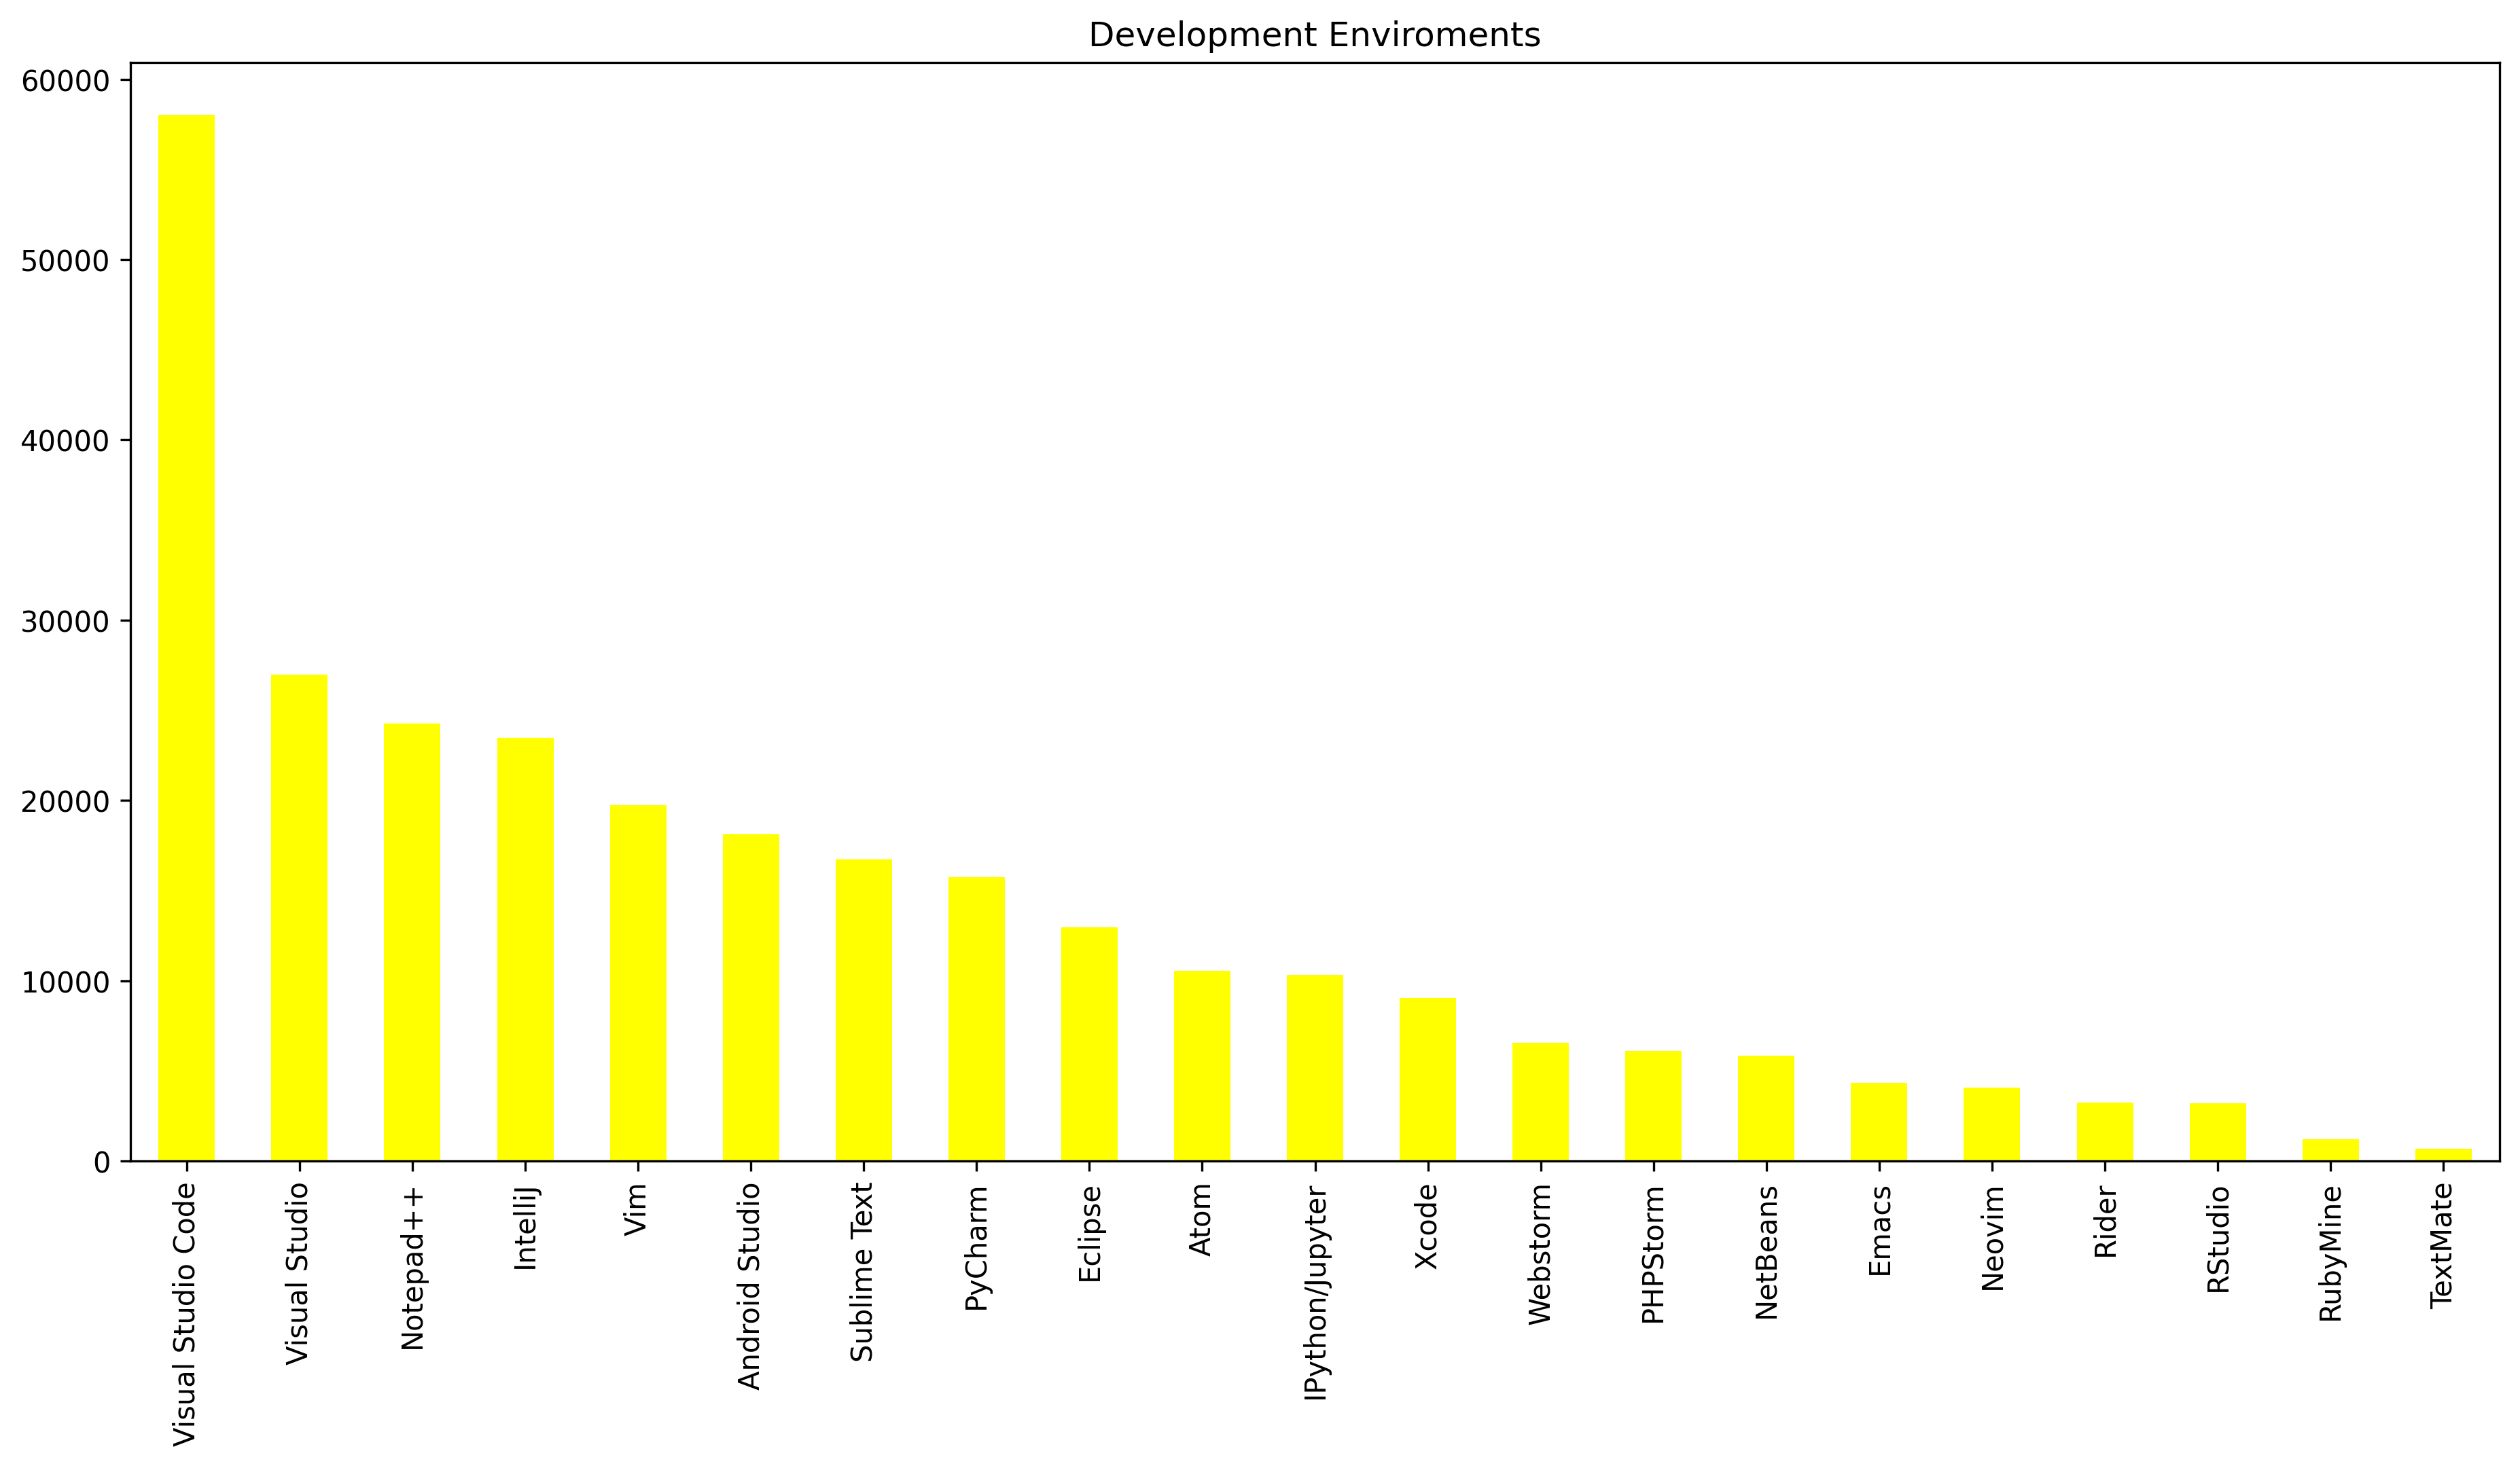 Development Enviroments
60000
50000
40000
30000
20000
10000
0
Visual Studio Code
Visual Studio
Notepad++
IntelliJ
Vim
Android Studio
Sublime Text
PyCharm
Eclipse
Atom
IPython/Jupyter
Xcode
Webstorm
PHPStorm
NetBeans
Emacs
Neovim
Rider
RStudio
RubyMine
TextMate